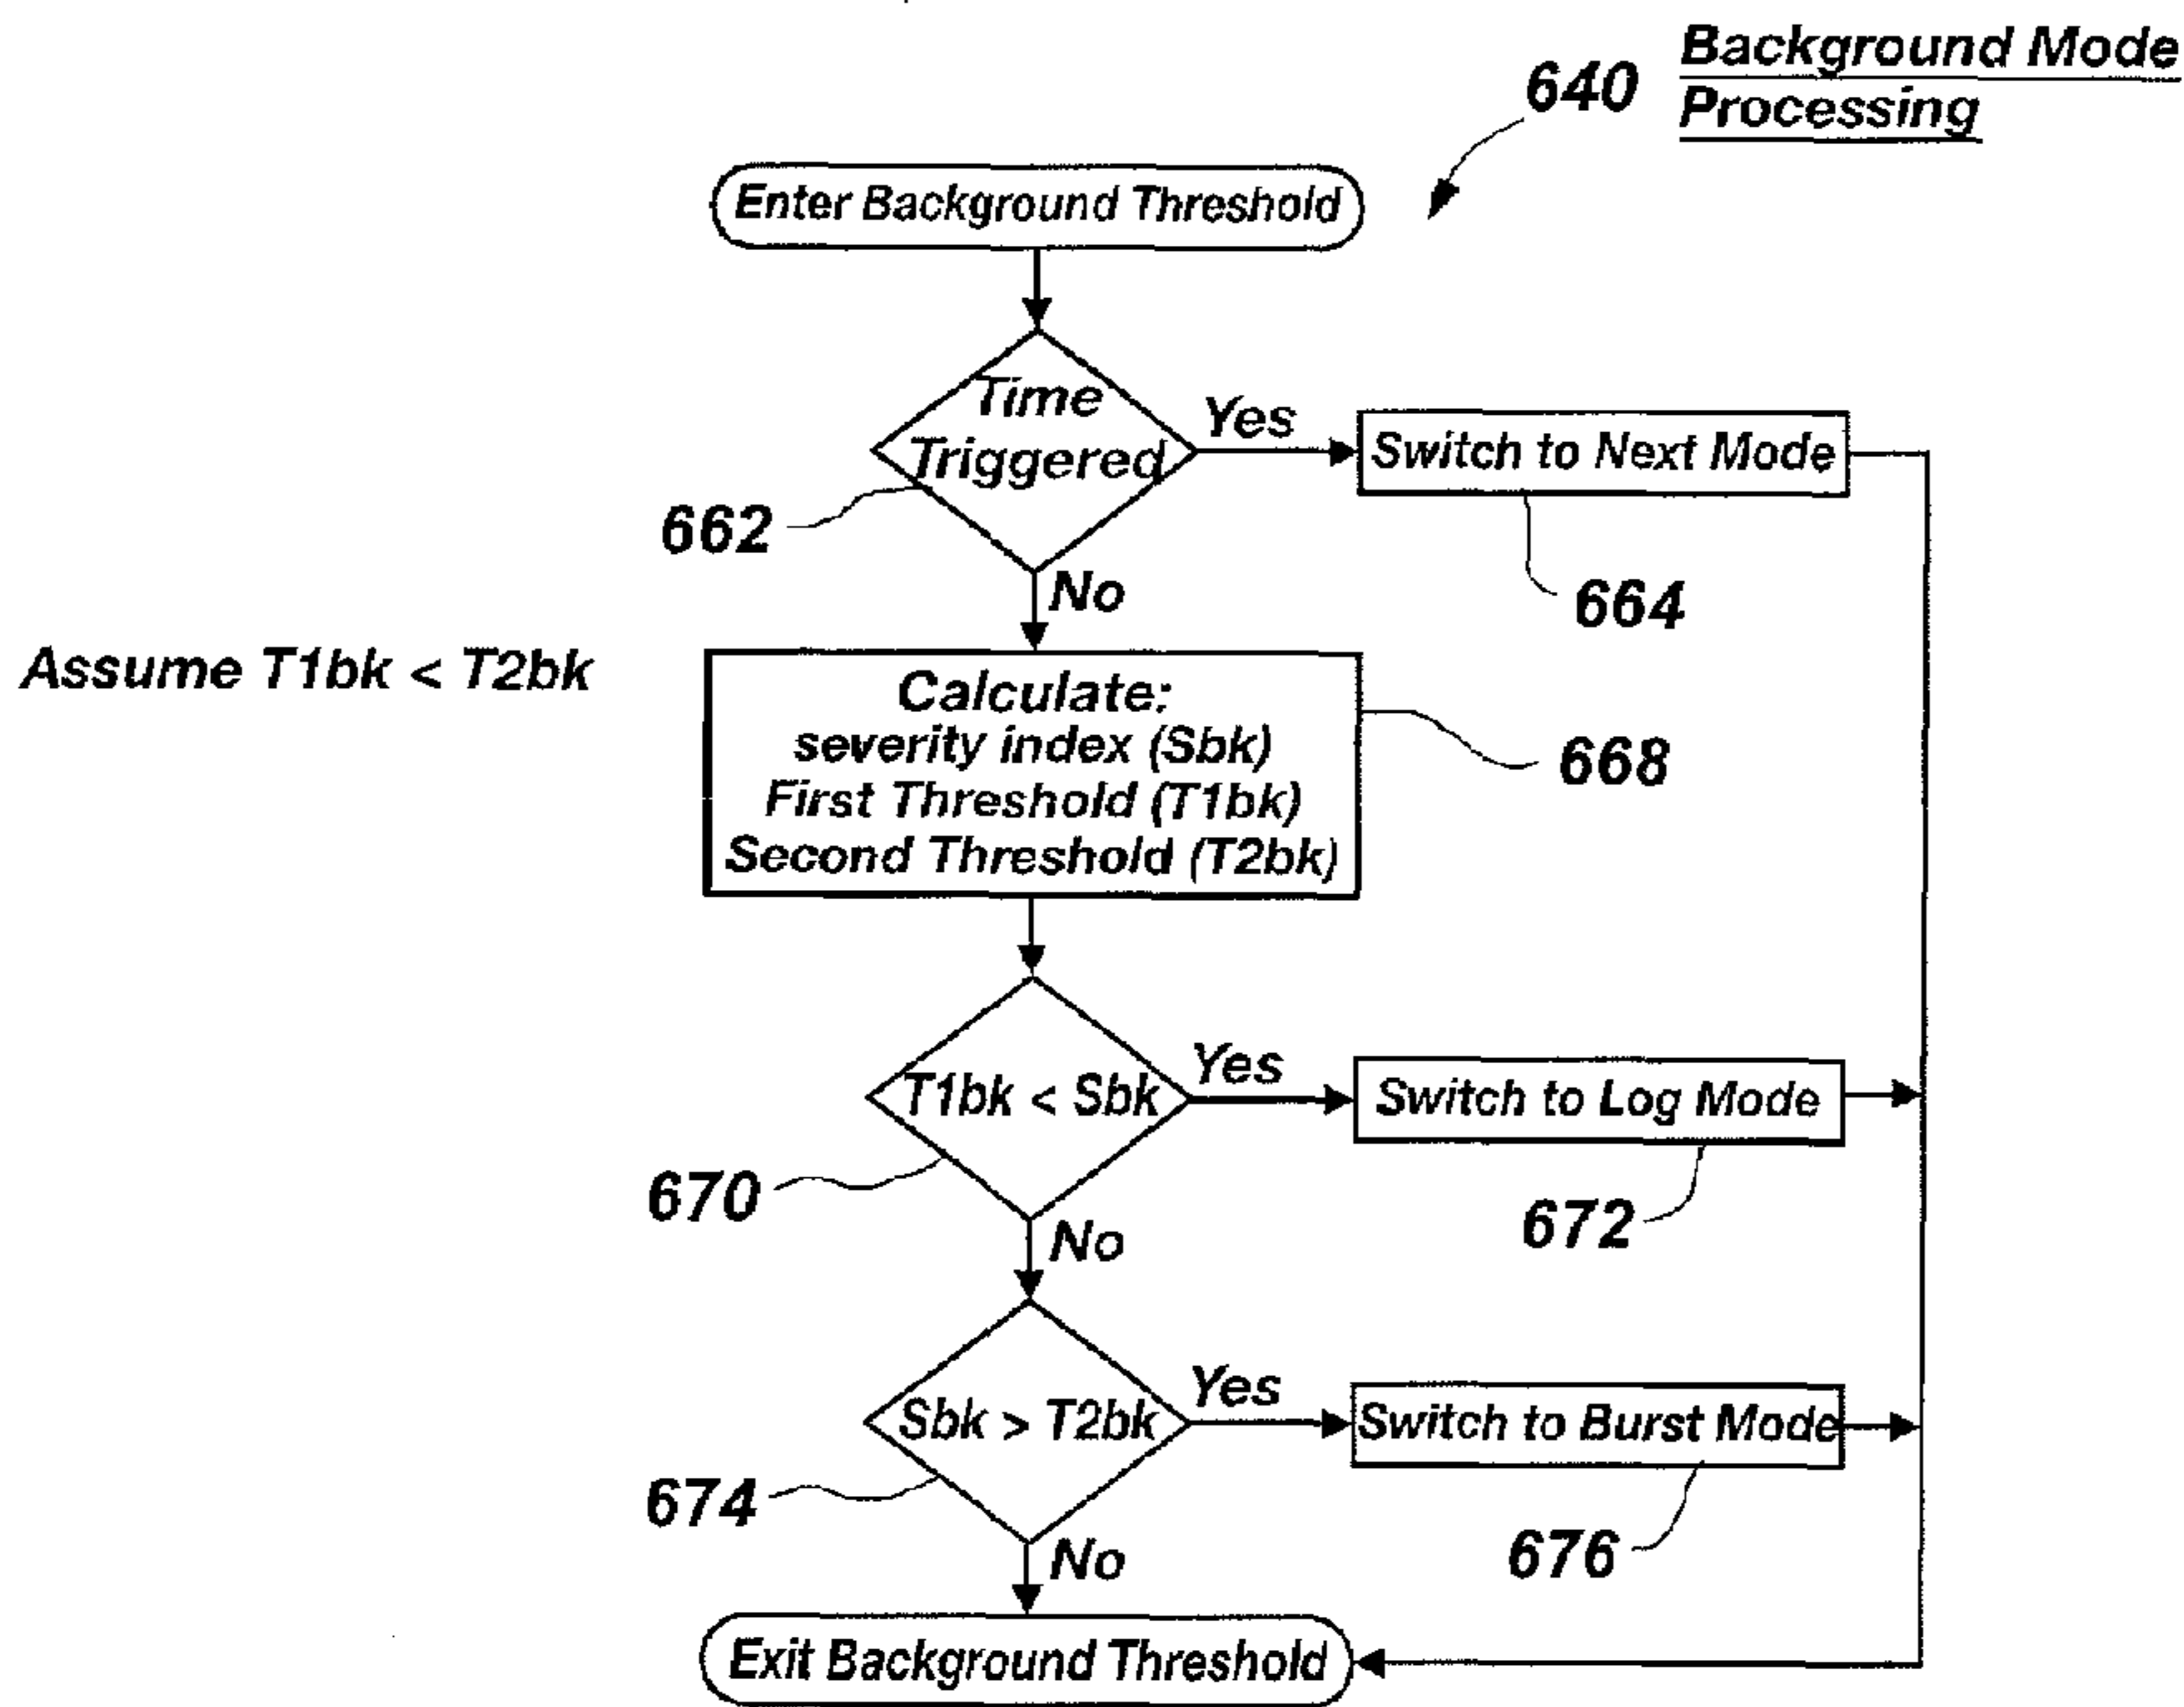 Background Mode
Processing
640
Enter Background Threshold
Time
Triggered
Yes
Switch to Next Mode
662
664
No
Assume T1bk < T2bk
Calculate:
severity index (Sbk)
First Threshold (T1bk)
Second Threshold (T2bk)
668
T1bk < Sbk
Yes
Switch to Log Mode
670
672
No
Sbk > T2bk
Yes
Switch to Burst Mode
674
676
No
Exit Background Threshold